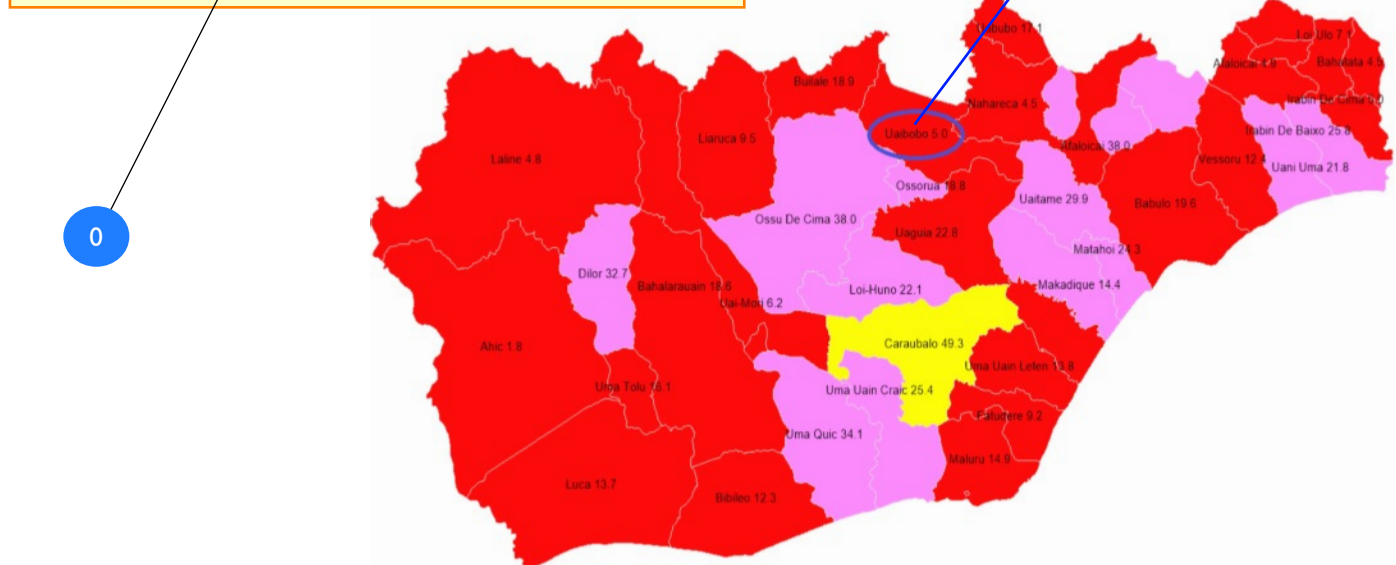 Uaibubo 17.1
Loi Ulo 7.1
Afaloicai 4.8
Bahatata 4.5
Builale 18.9
Nahareca 4.5
Irabin De Cima 0.0
Uaibobo 5.0
Irabin De Baixo 25.8
Liaruca 9.5
Afaloicai 38.0
Laline 4.8
Vessoru 12.4
Uani Uma 21.8
Ossorua 18.8
Uaitame 29.9
Babulo 19.6
Ossu De Cima 38.0
Uaguia 22.8
0
Matahoi 24.3
Dilor 32.7
Bahalarauain 18.6
Loi-Huno 22.1
Makadique 14.4
Uai-Mori 6.2
Ahic 1.8
Caraubalo 49.3
Uma Uain Leten 13.8
Uma Tolu 16.1
Uma Uain Craic 25.4
Fatudere 9.2
Uma Quic 34.1
Maluru 14.9
Luca 13.7
Bibileo 12.3